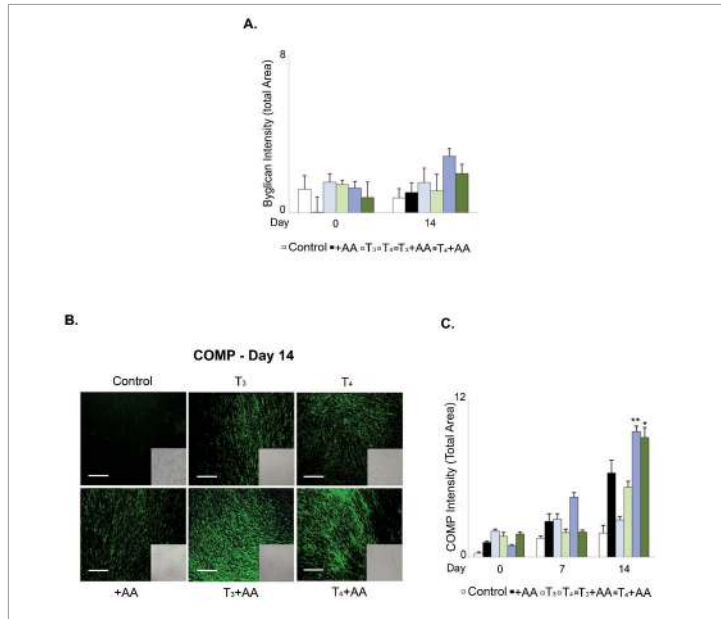 A.
8
Byglican Intensity (total Area)
0
Day 0 14
□Control ■+AA □T₃ □T₄ ■T₃+AA ■T₄+AA
B.
COMP - Day 14
Control T₃ T₄
+AA T₃+AA T₄+AA
C.
12
COMP Intensity (Total Area)
** *
0
Day 0 7 14
□Control ■+AA □T₃ □T₄ ■T₃+AA ■T₄+AA